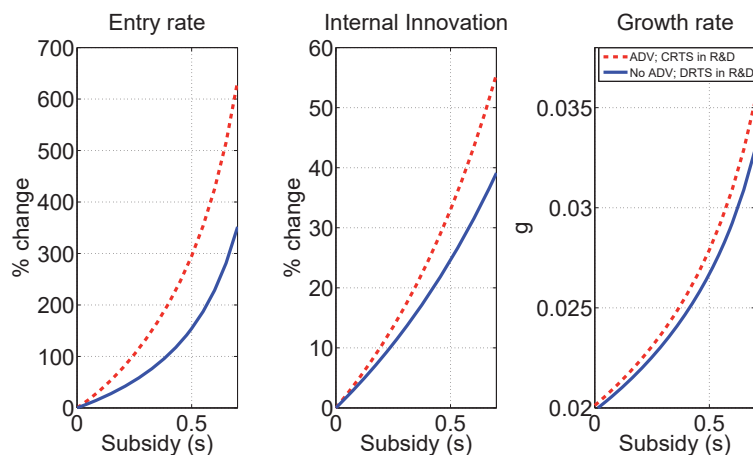 Entry rate
700
600
500
400
300
200
100
0
% change
0
0.5
Subsidy (s)
Internal Innovation
60
50
40
30
20
10
0
% change
0
0.5
Subsidy (s)
Growth rate
ADV; CRTS in R&D
No ADV; DRTS in R&D
0.035
0.03
0.025
0.02
g
0
0.5
Subsidy (s)